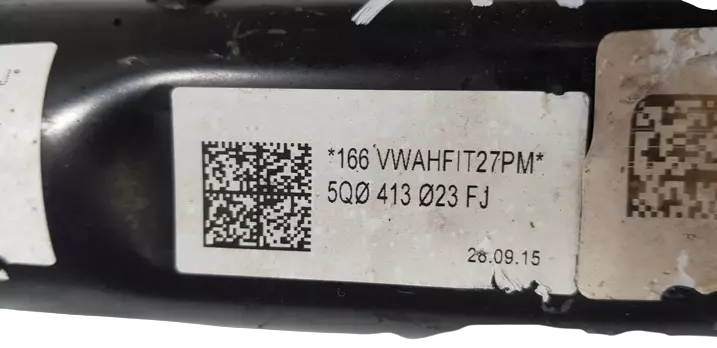 *166 VWAHFIT27PM*
5QØ 413 Ø23 FJ
28.09.15